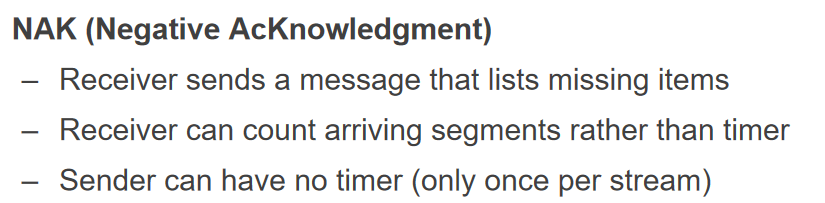 NAK (Negative AcKnowledgment)
– Receiver sends a message that lists missing items
– Receiver can count arriving segments rather than timer
– Sender can have no timer (only once per stream)